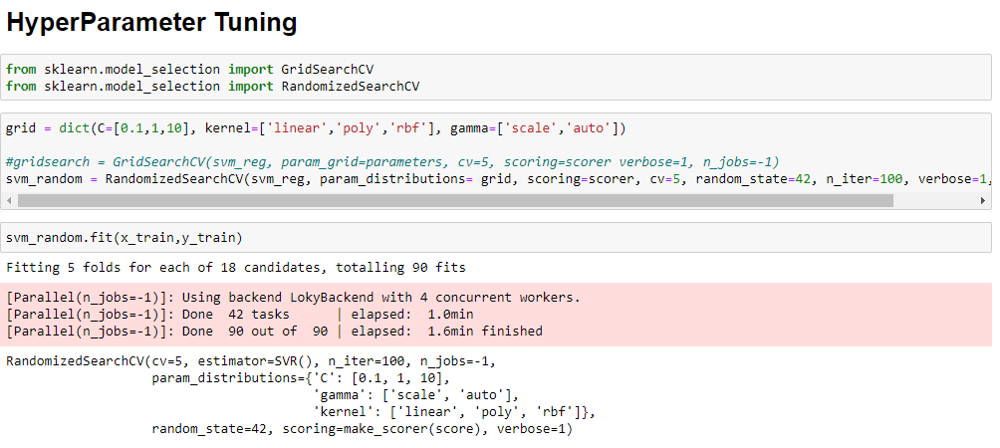 HyperParameter Tuning
from sklearn.model_selection import GridSearchCV
from sklearn.model_selection import RandomizedSearchCV
grid = dict(C=[0.1,1,10], kernel=['linear','poly','rbf'], gamma=['scale','auto'])
#gridsearch = GridSearchCV(svm_reg, param_grid=parameters, cv=5, scoring=scorer verbose=1, n_jobs=-1)
svm_random = RandomizedSearchCV(svm_reg, param_distributions= grid, scoring=scorer, cv=5, random_state=42, n_iter=100, verbose=1,
svm_random.fit(x_train,y_train)
Fitting 5 folds for each of 18 candidates, totalling 90 fits
[Parallel(n_jobs=-1)]: Using backend LokyBackend with 4 concurrent workers.
[Parallel(n_jobs=-1)]: Done  42 tasks      | elapsed:  1.0min
[Parallel(n_jobs=-1)]: Done  90 out of  90 | elapsed:  1.6min finished
RandomizedSearchCV(cv=5, estimator=SVR(), n_iter=100, n_jobs=-1,
                   param_distributions={'C': [0.1, 1, 10],
                                        'gamma': ['scale', 'auto'],
                                        'kernel': ['linear', 'poly', 'rbf']},
                   random_state=42, scoring=make_scorer(score), verbose=1)